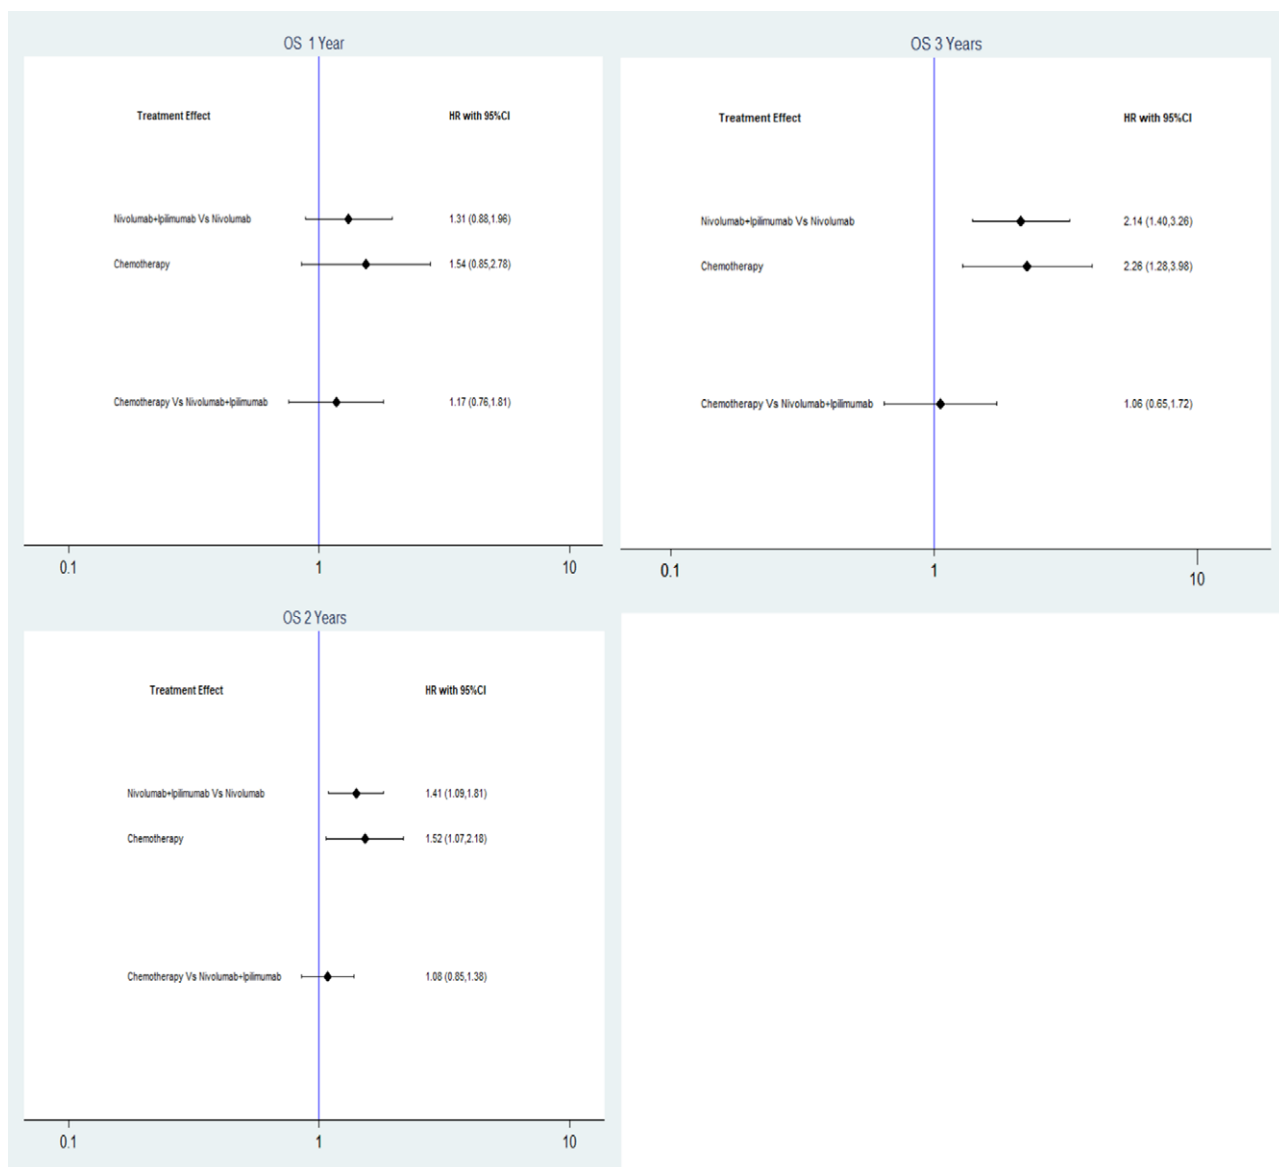 OS 1 Year
Treatment Effect HR with 95%CI
Nivolumab+Ipilimumab Vs Nivolumab 1.31 (0.88,1.96)
Chemotherapy 1.54 (0.85,2.78)
Chemotherapy Vs Nivolumab+Ipilimumab 1.17 (0.76,1.81)
0.1 1 10
OS 3 Years
Treatment Effect HR with 95%CI
Nivolumab+Ipilimumab Vs Nivolumab 2.14 (1.40,3.26)
Chemotherapy 2.26 (1.28,3.98)
Chemotherapy Vs Nivolumab+Ipilimumab 1.06 (0.65,1.72)
0.1 1 10
OS 2 Years
Treatment Effect HR with 95%CI
Nivolumab+Ipilimumab Vs Nivolumab 1.41 (1.09,1.81)
Chemotherapy 1.52 (1.07,2.18)
Chemotherapy Vs Nivolumab+Ipilimumab 1.08 (0.85,1.38)
0.1 1 10